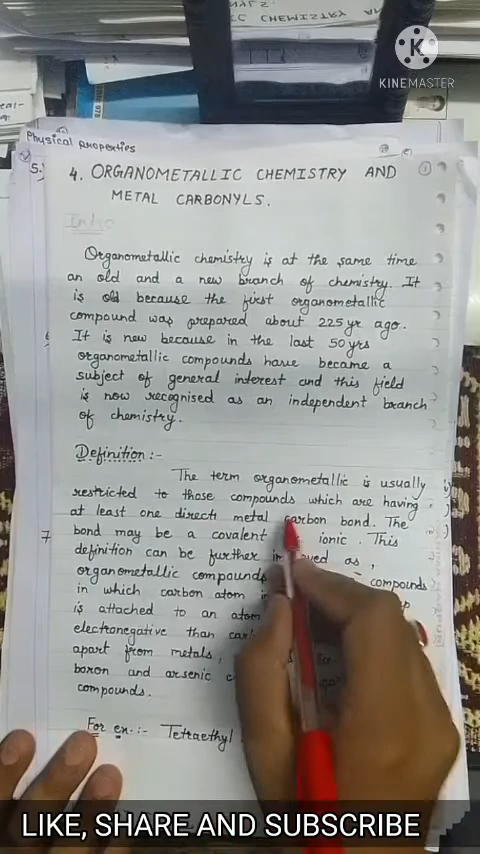 KINEMASTER
Physical Properties
5.
4. ORGANOMETALLIC CHEMISTRY AND
METAL CARBONYLS.
Intro
Organometallic chemistry is at the same time
an old and a new branch of chemistry. It
is old because the first organometallic
compound was prepared about 225 yr ago.
It is new because in the last 50 yrs
organometallic compounds have became a
subject of general interest and this field
is now recognised as an independent branch
of chemistry.
Definition :-
The term organometallic is usually
restricted to those compounds which are having
at least one direct metal carbon bond. The
7
bond may be a covalent ionic. This
definition can be further as,
organometallic compounds compounds
in which carbon atom
is attached to an atom
electronegative than
apart from metals,
boron and arsenic
compounds.
For ex :- Tetraethyl
LIKE, SHARE AND SUBSCRIBE